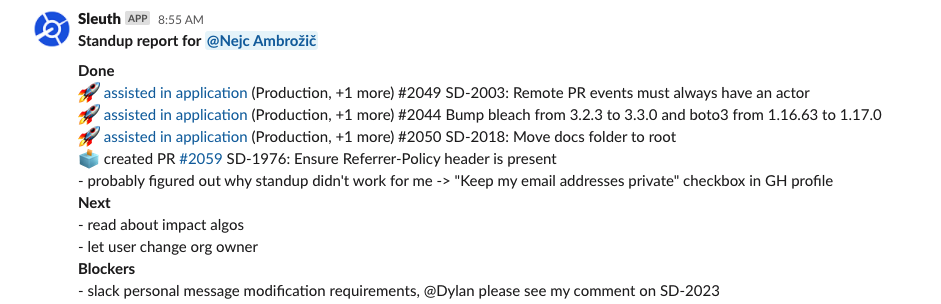 Sleuth APP 8:55 AM
Standup report for @Nejc Ambrožič
Done
🚀 assisted in application (Production, +1 more) #2049 SD-2003: Remote PR events must always have an actor
🚀 assisted in application (Production, +1 more) #2044 Bump bleach from 3.2.3 to 3.3.0 and boto3 from 1.16.63 to 1.17.0
🚀 assisted in application (Production, +1 more) #2050 SD-2018: Move docs folder to root
created PR #2059 SD-1976: Ensure Referrer-Policy header is present
- probably figured out why standup didn't work for me -> "Keep my email addresses private" checkbox in GH profile
Next
- read about impact algos
- let user change org owner
Blockers
- slack personal message modification requirements, @Dylan please see my comment on SD-2023